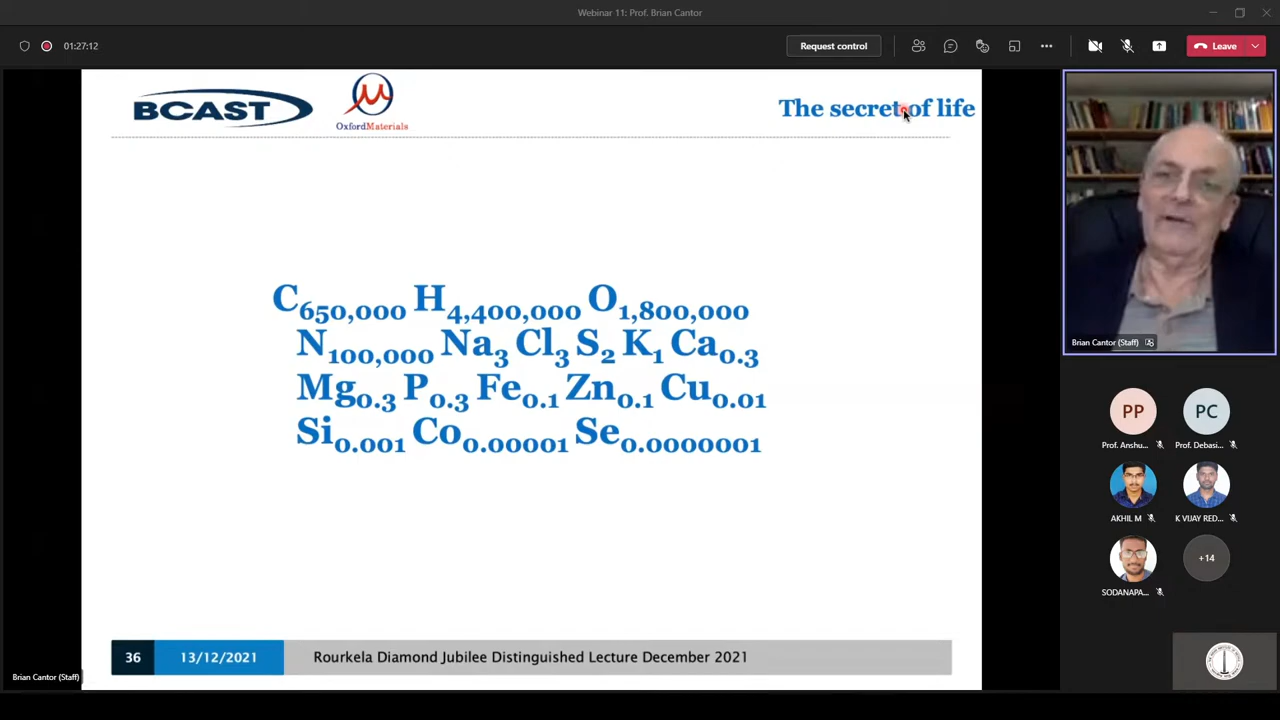 Webinar 11: Prof. Brian Cantor
01:27:12
Request control
Leave
BCAST
OxfordMaterials
The secret of life
C650,000 H4,400,000 O1,800,000
N100,000 Na3 Cl3 S2 K1 Ca0.3
Mg0.3 P0.3 Fe0.1 Zn0.1 Cu0.01
Si0.001 Co0.00001 Se0.0000001
36 13/12/2021 Rourkela Diamond Jubilee Distinguished Lecture December 2021
Brian Cantor (Staff)
Brian Cantor (Staff)
PP PC
Prof. Anshu... Prof. Debasi...
AKHIL M K VIJAY RED...
+14
SODANAPA...